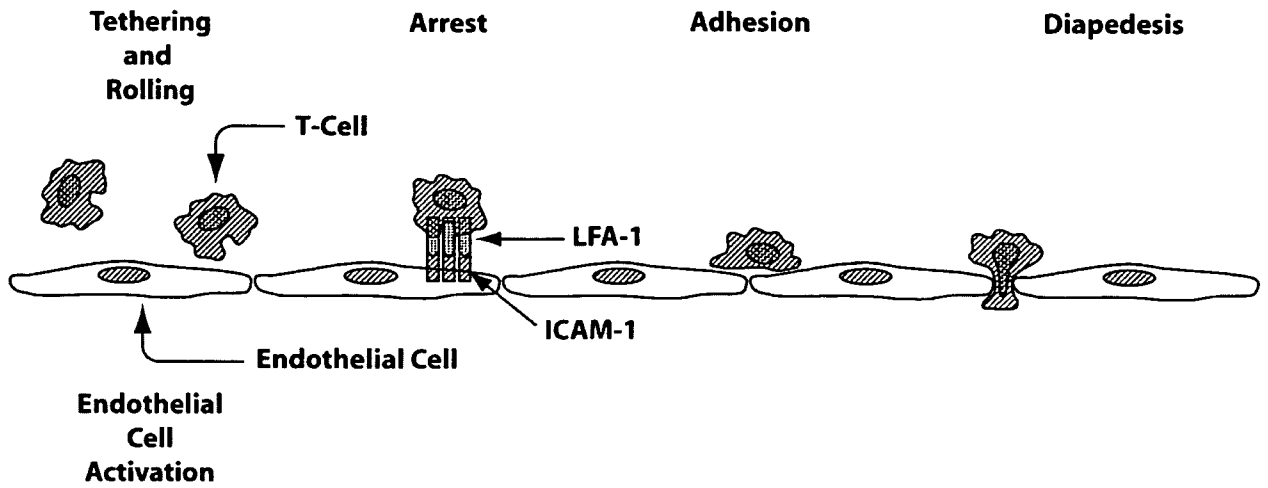 Tethering
and
Rolling
Arrest
Adhesion
Diapedesis
T-Cell
LFA-1
ICAM-1
Endothelial Cell
Endothelial
Cell
Activation